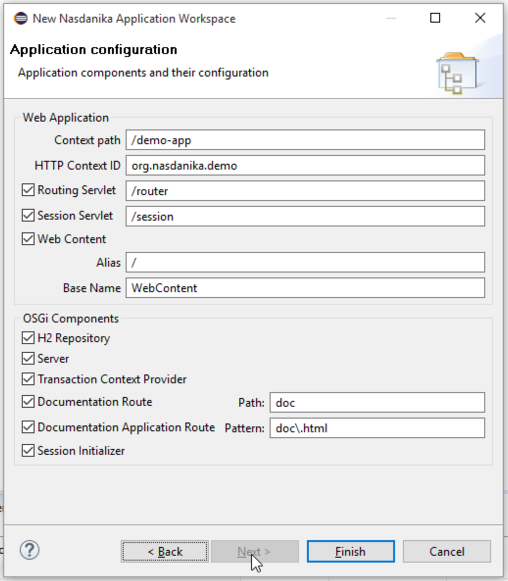 New Nasdanika Application Workspace
Application configuration
Application components and their configuration
Web Application
Context path /demo-app
HTTP Context ID org.nasdanika.demo
Routing Servlet /router
Session Servlet /session
Web Content
Alias /
Base Name WebContent
OSGi Components
H2 Repository
Server
Transaction Context Provider
Documentation Route Path: doc
Documentation Application Route Pattern: doc\.html
Session Initializer
? < Back Next > Finish Cancel